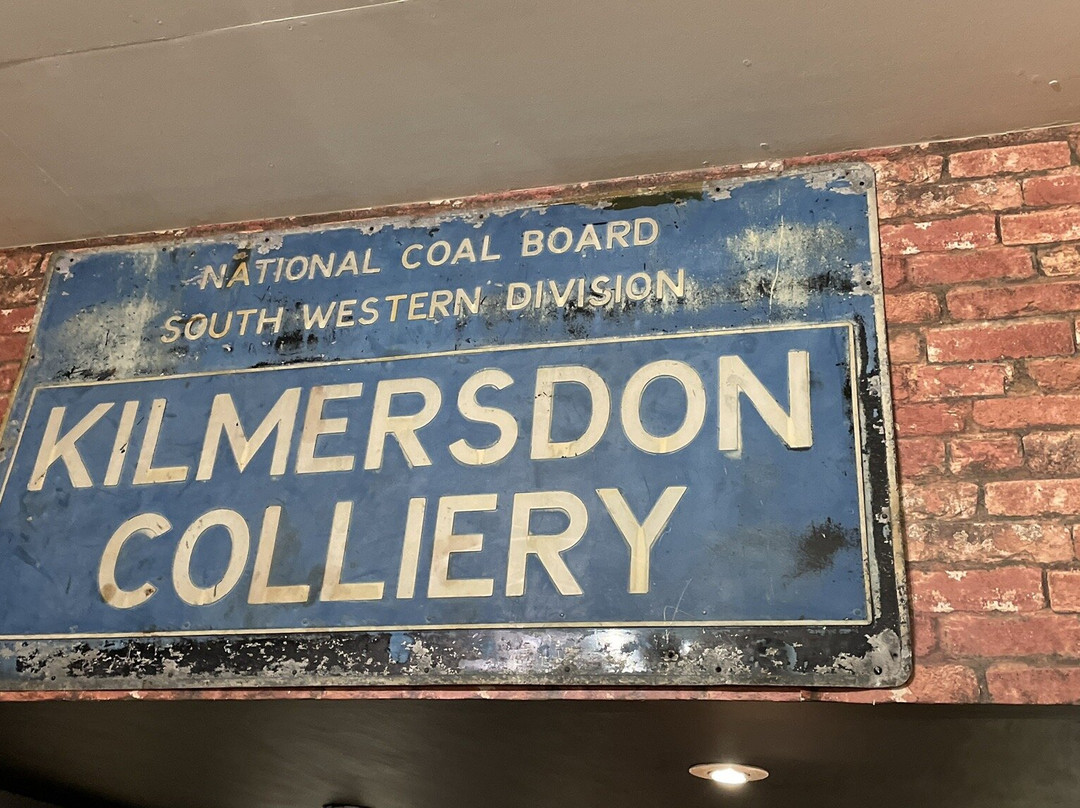 NATIONAL COAL BOARD
SOUTH WESTERN DIVISION
KILMERSDON
COLLIERY